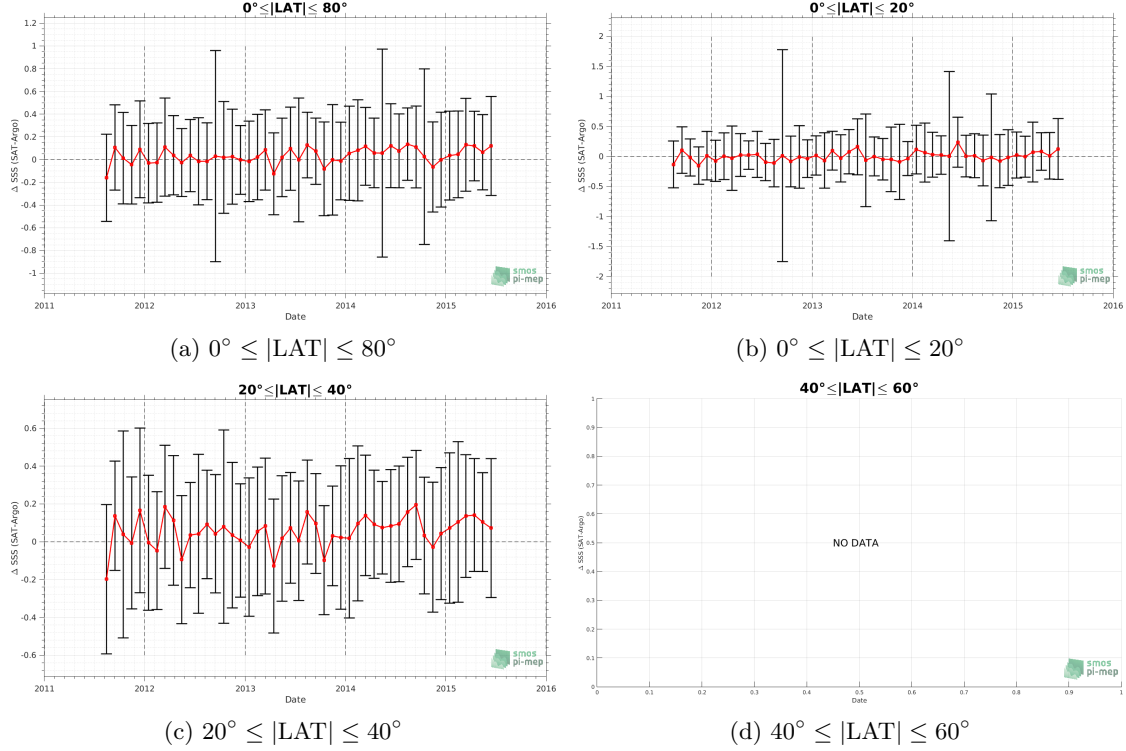 0°≤|LAT|≤ 80°
1.2
1
0.8
0.6
0.4
0.2
0
-0.2
-0.4
-0.6
-0.8
-1
Δ SSS (SAT-Argo)
2011 2012 2013 2014 2015 2016
Date
smos
pi-mep
(a) 0° ≤ |LAT| ≤ 80°
0°≤|LAT|≤ 20°
2
1.5
1
0.5
0
-0.5
-1
-1.5
-2
Δ SSS (SAT-Argo)
2011 2012 2013 2014 2015 2016
Date
smos
pi-mep
(b) 0° ≤ |LAT| ≤ 20°
20°≤|LAT|≤ 40°
0.6
0.4
0.2
0
-0.2
-0.4
-0.6
Δ SSS (SAT-Argo)
2011 2012 2013 2014 2015 2016
Date
smos
pi-mep
(c) 20° ≤ |LAT| ≤ 40°
40°≤|LAT|≤ 60°
1
0.9
0.8
0.7
0.6
0.5
0.4
0.3
0.2
0.1
0
Δ SSS (SAT-Argo)
NO DATA
0 0.1 0.2 0.3 0.4 0.5 0.6 0.7 0.8 0.9 1
Date
smos
pi-mep
(d) 40° ≤ |LAT| ≤ 60°